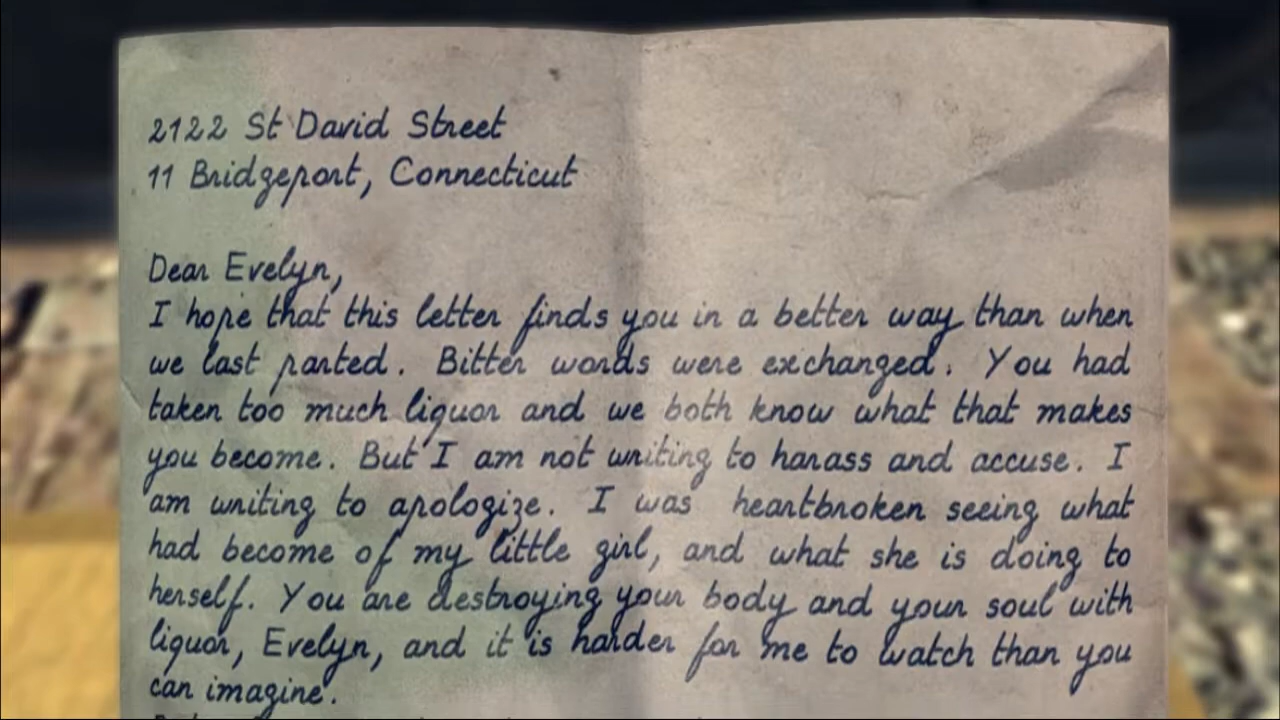 2122 St David Street
11 Bridgeport, Connecticut
Dear Evelyn,
I hope that this letter finds you in a better way than when
we last parted. Bitter words were exchanged. You had
taken too much liquor and we both know what that makes
you become. But I am not writing to harass and accuse. I
am writing to apologize. I was heartbroken seeing what
had become of my little girl, and what she is doing to
herself. You are destroying your body and your soul with
liquor, Evelyn, and it is harder for me to watch than you
can imagine.